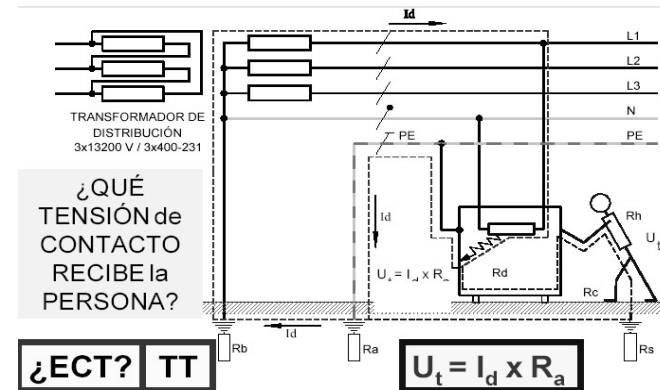 Id
L1
L2
L3
N
PE
PE
TRANSFORMADOR DE
DISTRIBUCIÓN
3x13200 V / 3x400-231
¿QUÉ
TENSIÓN de
CONTACTO
RECIBE la
PERSONA?
Id
Rh
Ut
Rd
Rc
Id
Rb
Ra
Rs
¿ECT?
TT
Ut = Id x Ra